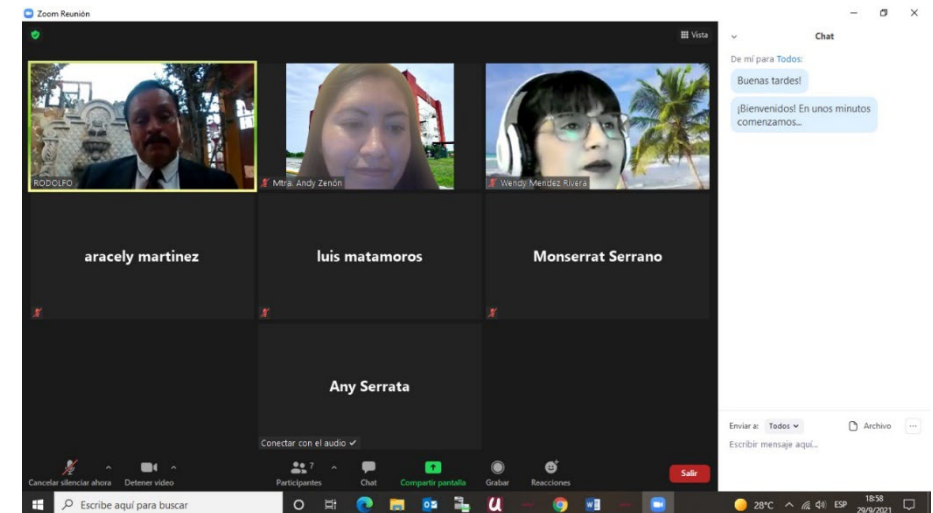 Zoom Reunión
Vista
RODOLFO
Mtra. Andy Zenón
Wendy Mendez Rivera
aracely martinez
luis matamoros
Monserrat Serrano
Any Serrata
Conectar con el audio
Cancelar silenciar ahora
Detener video
Participantes
7
Chat
Compartir pantalla
Grabar
Reacciones
Salir
Chat
De mí para Todos:
Buenas tardes!
¡Bienvenidos! En unos minutos
comenzamos...
Enviar a: Todos
Archivo
Escribir mensaje aquí...
Escribe aquí para buscar
28°C
ESP
18:58
29/9/2021